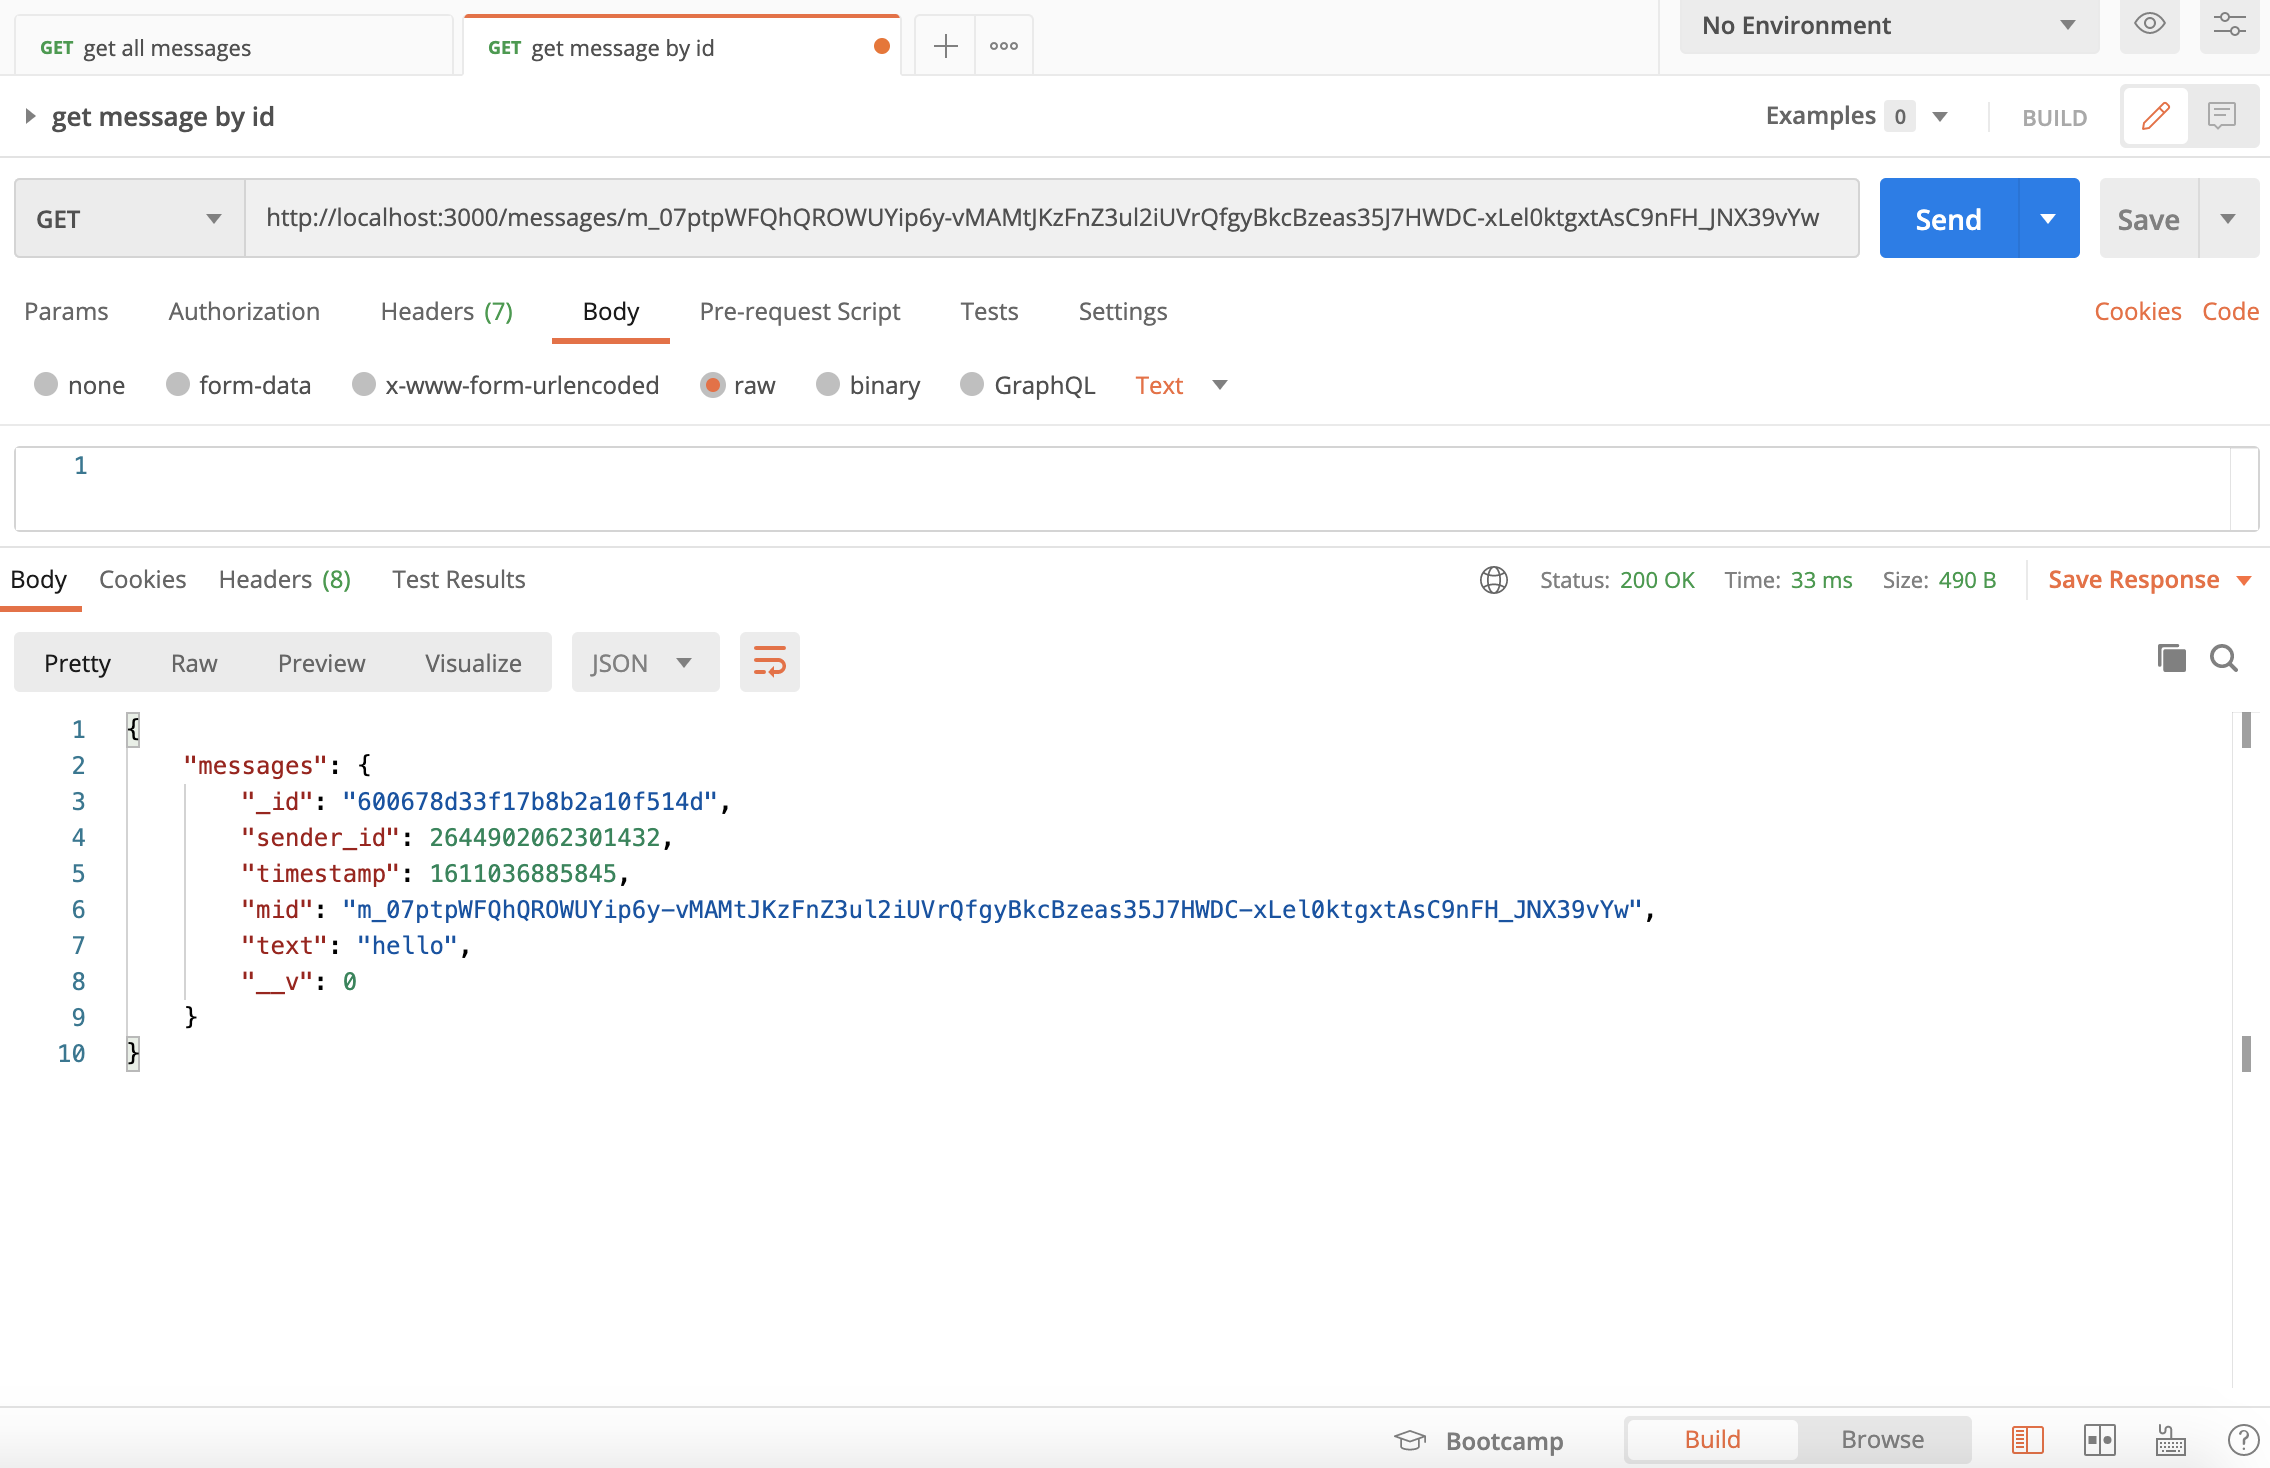 GET get all messages
GET get message by id
No Environment
get message by id
Examples 0
BUILD
GET
http://localhost:3000/messages/m_07ptpWFQhQROWUYip6y-vMAMtJKzFnZ3ul2iUVrQfgyBkcBzeas35J7HWDC-xLel0ktgxtAsC9nFH_JNX39vYw
Send
Save
Params Authorization Headers (7) Body Pre-request Script Tests Settings Cookies Code
none form-data x-www-form-urlencoded raw binary GraphQL Text
1
Body Cookies Headers (8) Test Results Status: 200 OK Time: 33 ms Size: 490 B Save Response
Pretty Raw Preview Visualize JSON
1 {
2 "messages": {
3 "_id": "600678d33f17b8b2a10f514d",
4 "sender_id": 2644902062301432,
5 "timestamp": 1611036885845,
6 "mid": "m_07ptpWFQhQROWUYip6y-vMAMtJKzFnZ3ul2iUVrQfgyBkcBzeas35J7HWDC-xLel0ktgxtAsC9nFH_JNX39vYw",
7 "text": "hello",
8 "__v": 0
9 }
10 }
Bootcamp Build Browse ?